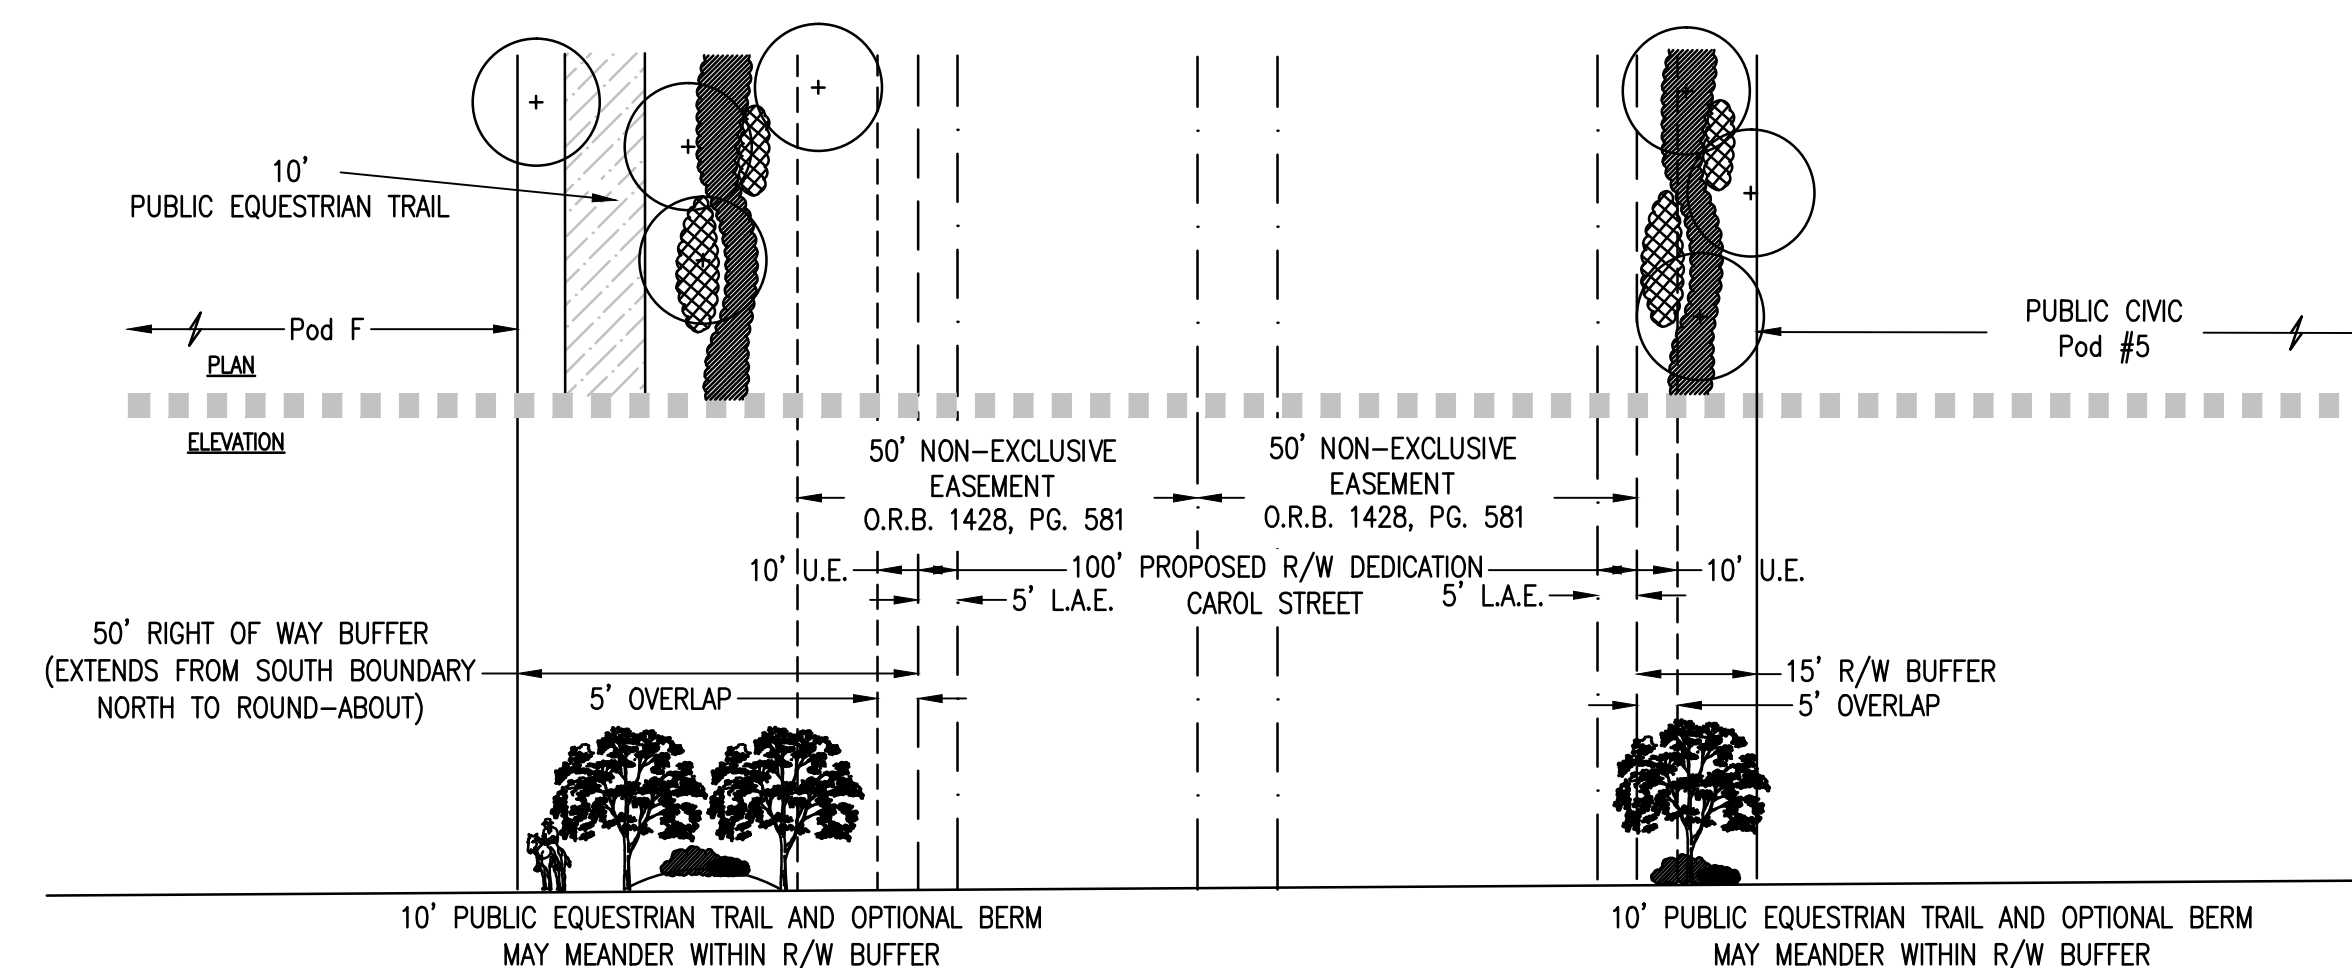 10'
PUBLIC EQUESTRIAN TRAIL
Pod F
PLAN
PUBLIC CIVIC
Pod #5
ELEVATION
50' NON-EXCLUSIVE
EASEMENT
O.R.B. 1428, PG. 581
50' NON-EXCLUSIVE
EASEMENT
O.R.B. 1428, PG. 581
10' U.E.
100' PROPOSED R/W DEDICATION
CAROL STREET
10' U.E.
5' L.A.E.
5' L.A.E.
50' RIGHT OF WAY BUFFER
(EXTENDS FROM SOUTH BOUNDARY
NORTH TO ROUND-ABOUT)
5' OVERLAP
15' R/W BUFFER
5' OVERLAP
10' PUBLIC EQUESTRIAN TRAIL AND OPTIONAL BERM
MAY MEANDER WITHIN R/W BUFFER
10' PUBLIC EQUESTRIAN TRAIL AND OPTIONAL BERM
MAY MEANDER WITHIN R/W BUFFER